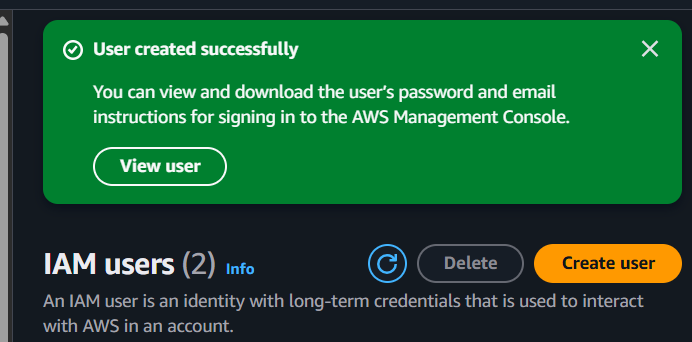 User created successfully
You can view and download the user's password and email
instructions for signing in to the AWS Management Console.
View user
IAM users (2) Info
Delete
Create user
An IAM user is an identity with long-term credentials that is used to interact
with AWS in an account.